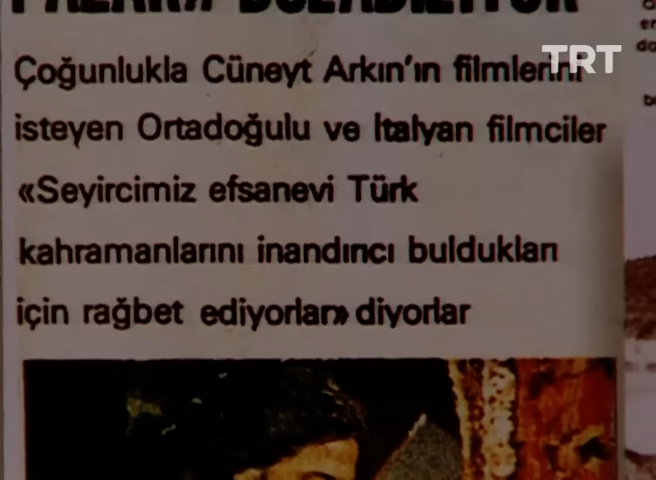 TRT
Çoğunlukla Cüneyt Arkın'ın filmlerini
isteyen Ortadoğulu ve İtalyan filmciler
«Seyircimiz efsanevi Türk
kahramanlarını inandırıcı buldukları
için rağbet ediyorlar» diyorlar